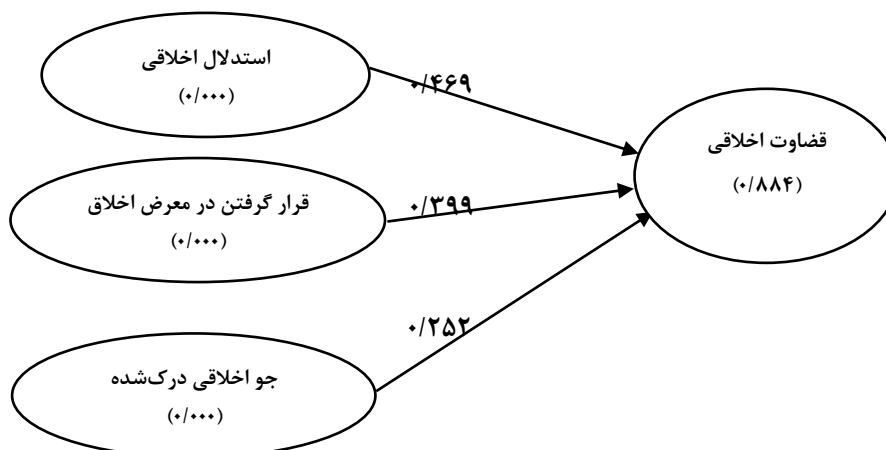 استدلال اخلاقی
(۰/۰۰۰)
۰/۴۶۹
قضاوت اخلاقی
(۰/۸۸۴)
قرار گرفتن در معرض اخلاق
(۰/۰۰۰)
۰/۳۹۹
۰/۲۵۲
جو اخلاقی درک‌شده
(۰/۰۰۰)